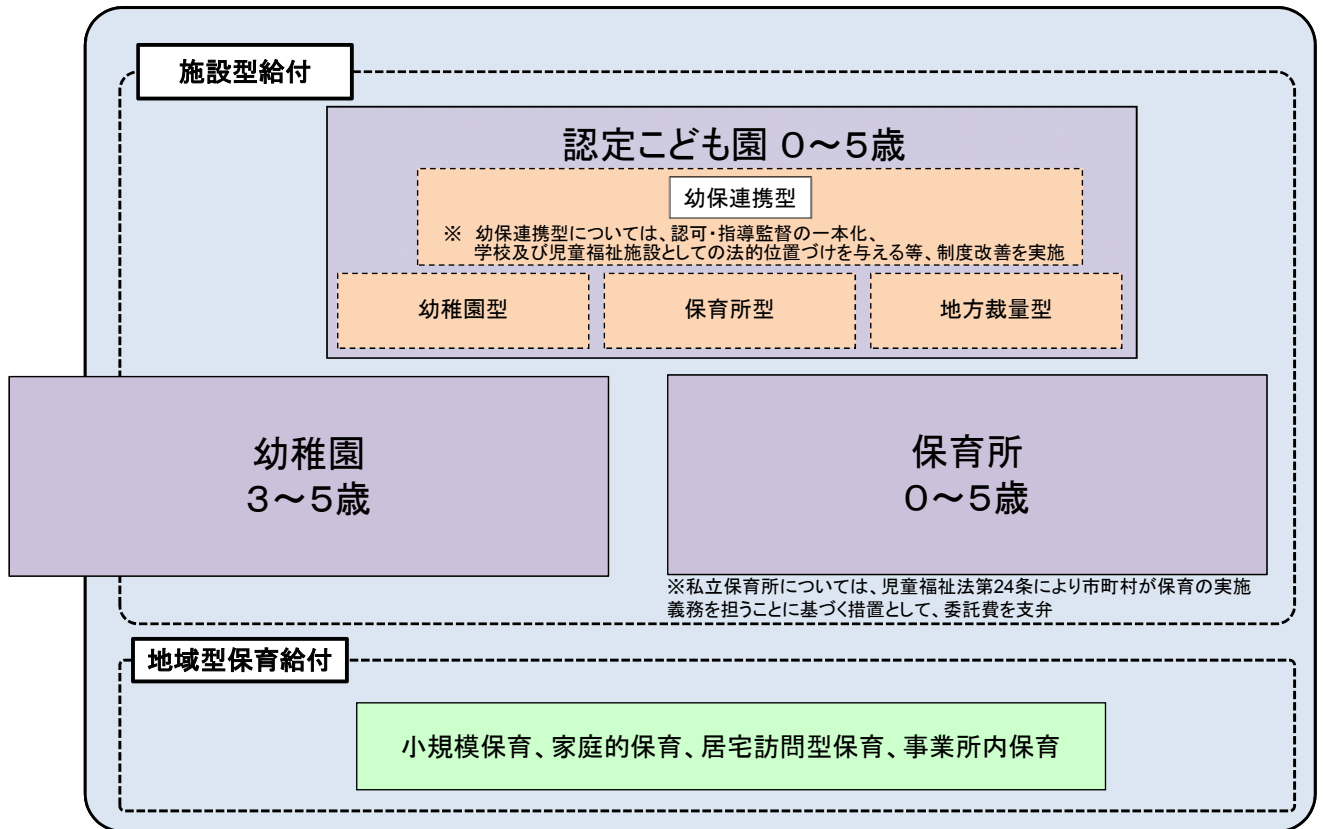 施設型給付
認定こども園 0～5歳
幼保連携型
※ 幼保連携型については、認可・指導監督の一本化、
学校及び児童福祉施設としての法的位置づけを与える等、制度改善を実施
幼稚園型
保育所型
地方裁量型
幼稚園
3～5歳
保育所
0～5歳
※私立保育所については、児童福祉法第24条により市町村が保育の実施
義務を担うことに基づく措置として、委託費を支弁
地域型保育給付
小規模保育、家庭的保育、居宅訪問型保育、事業所内保育